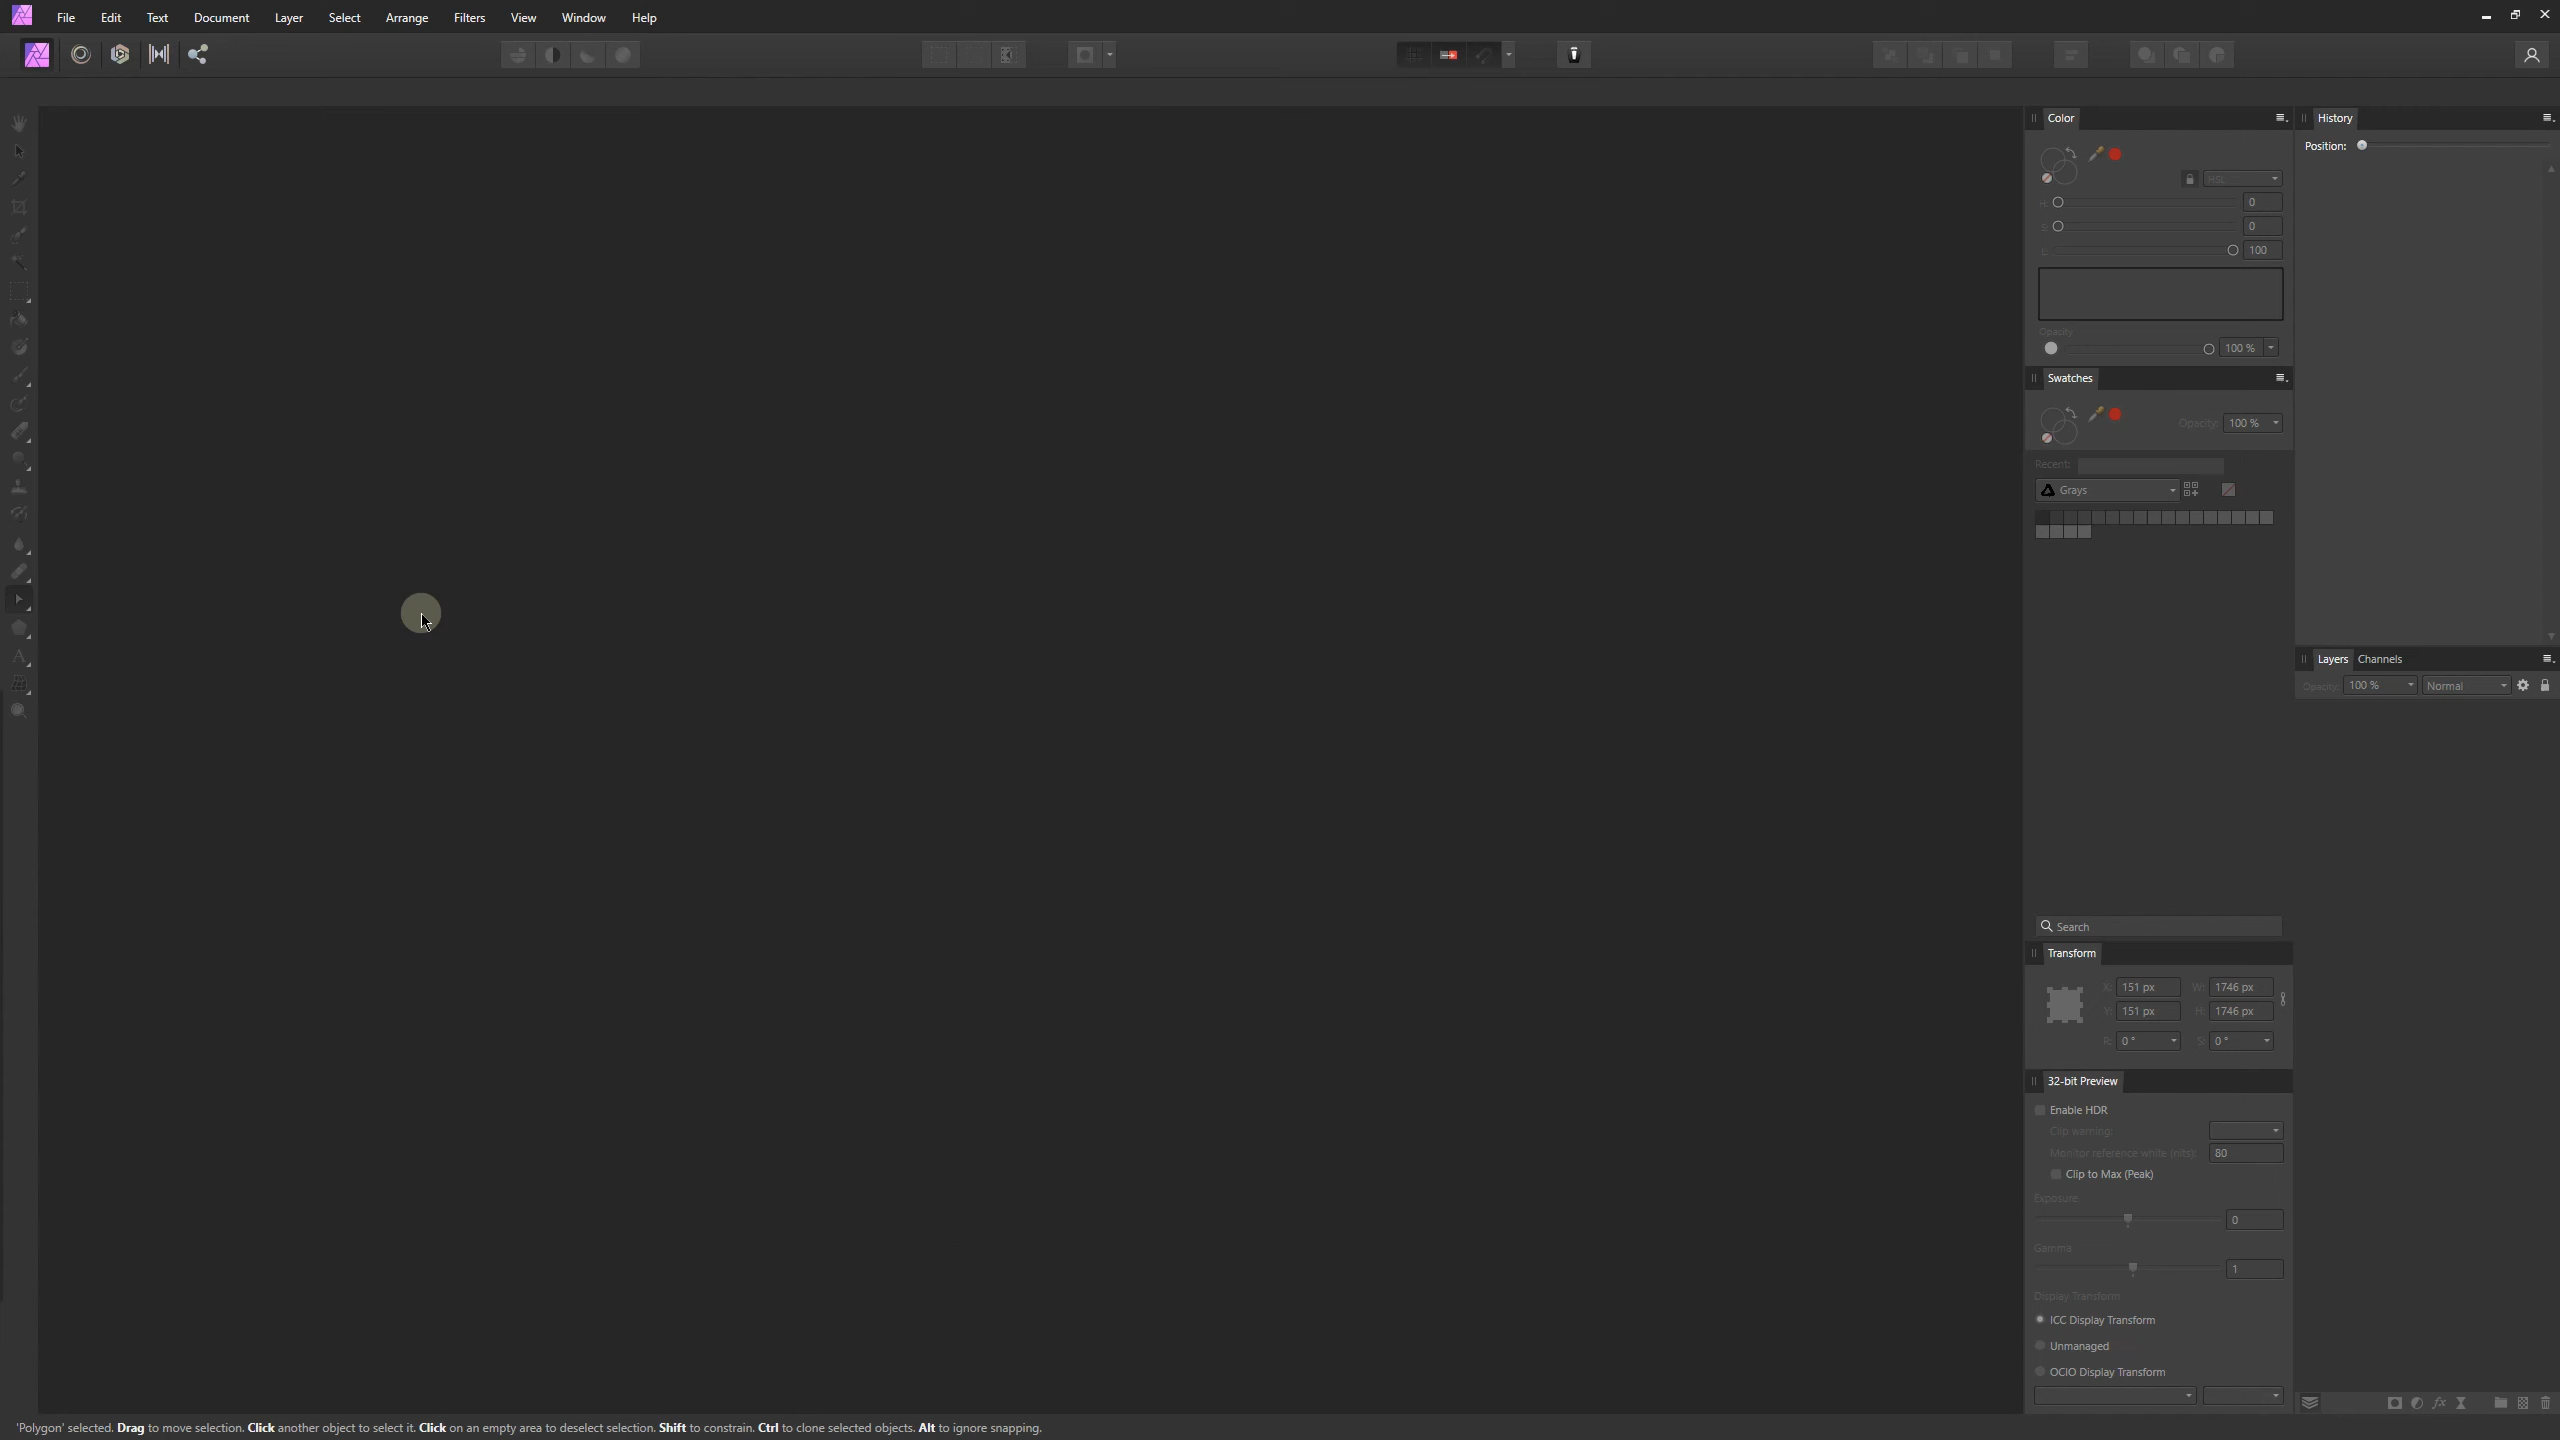 File Edit Text Document Layer Select Arrange Filters View Window Help
Color
HSL
H: 0
S: 0
L: 100
Opacity
100 %
Swatches
Opacity: 100 %
Recent:
Grays
Search
Transform
X: 151 px W: 1746 px
Y: 151 px H: 1746 px
R: 0 ° S: 0 °
32-bit Preview
Enable HDR
Clip warning:
Monitor reference white (nits): 80
Clip to Max (Peak)
Exposure
0
Gamma
1
Display Transform
ICC Display Transform
Unmanaged
OCIO Display Transform
History
Position:
Layers Channels
Opacity: 100 % Normal
'Polygon' selected. Drag to move selection. Click another object to select it. Click on an empty area to deselect selection. Shift to constrain. Ctrl to clone selected objects. Alt to ignore snapping.